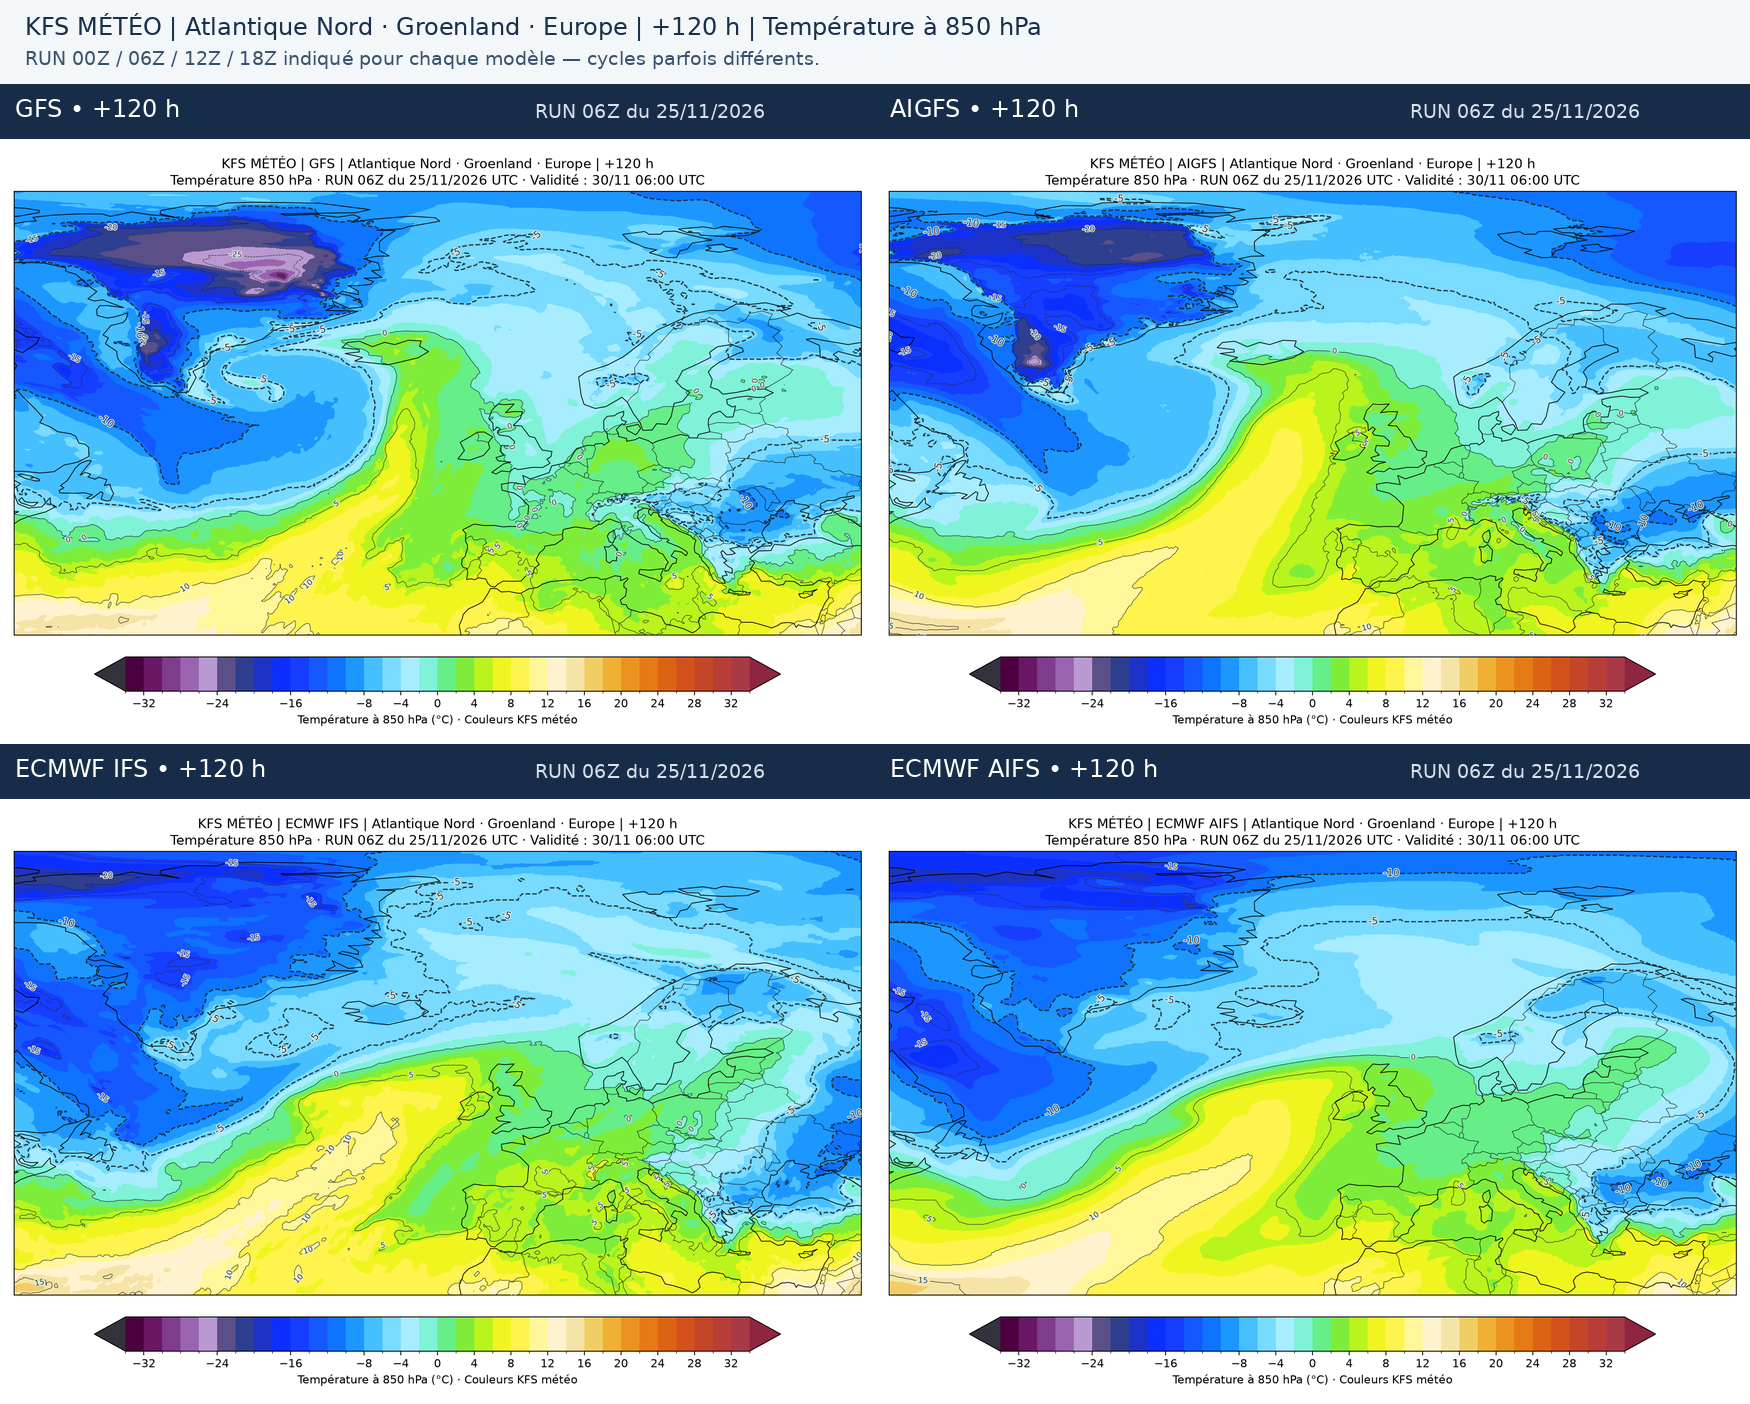 KFS MÉTÉO | Atlantique Nord · Groenland · Europe | +120 h | Température à 850 hPa
RUN 00Z / 06Z / 12Z / 18Z indiqué pour chaque modèle — cycles parfois différents.
GFS • +120 h
RUN 06Z du 25/11/2026
KFS MÉTÉO | GFS | Atlantique Nord · Groenland · Europe | +120 h
Température 850 hPa · RUN 06Z du 25/11/2026 UTC · Validité : 30/11 06:00 UTC
−32 −24 −16 −8 −4 0 4 8 12 16 20 24 28 32
Température à 850 hPa (°C) · Couleurs KFS météo
AIGFS • +120 h
RUN 06Z du 25/11/2026
KFS MÉTÉO | AIGFS | Atlantique Nord · Groenland · Europe | +120 h
Température 850 hPa · RUN 06Z du 25/11/2026 UTC · Validité : 30/11 06:00 UTC
−32 −24 −16 −8 −4 0 4 8 12 16 20 24 28 32
Température à 850 hPa (°C) · Couleurs KFS météo
ECMWF IFS • +120 h
RUN 06Z du 25/11/2026
KFS MÉTÉO | ECMWF IFS | Atlantique Nord · Groenland · Europe | +120 h
Température 850 hPa · RUN 06Z du 25/11/2026 UTC · Validité : 30/11 06:00 UTC
−32 −24 −16 −8 −4 0 4 8 12 16 20 24 28 32
Température à 850 hPa (°C) · Couleurs KFS météo
ECMWF AIFS • +120 h
RUN 06Z du 25/11/2026
KFS MÉTÉO | ECMWF AIFS | Atlantique Nord · Groenland · Europe | +120 h
Température 850 hPa · RUN 06Z du 25/11/2026 UTC · Validité : 30/11 06:00 UTC
−32 −24 −16 −8 −4 0 4 8 12 16 20 24 28 32
Température à 850 hPa (°C) · Couleurs KFS météo